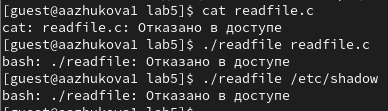 [guest@aazhukova1 lab5]$ cat readfile.c
cat: readfile.c: Отказано в доступе
[guest@aazhukova1 lab5]$ ./readfile readfile.c
bash: ./readfile: Отказано в доступе
[guest@aazhukova1 lab5]$ ./readfile /etc/shadow
bash: ./readfile: Отказано в доступе